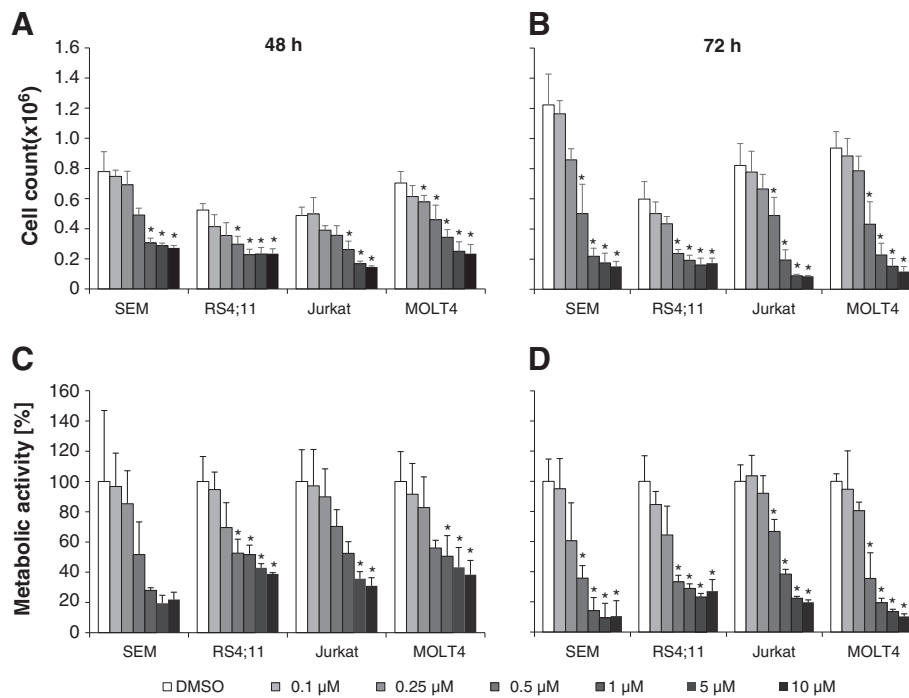 A
48 h
B
72 h
Cell count(x10⁶)
1.6
1.4
1.2
1.0
0.8
0.6
0.4
0.2
0
* * *
* * * *
* * *
* * * * *
SEM RS4;11 Jurkat MOLT4
* * * *
* * * *
* * * *
* * * *
SEM RS4;11 Jurkat MOLT4
C
D
Metabolic activity [%]
160
140
120
100
80
60
40
20
0
* * * *
* *
* * *
SEM RS4;11 Jurkat MOLT4
* * * *
* * * *
* * * *
* * * *
SEM RS4;11 Jurkat MOLT4
DMSO 0.1 µM 0.25 µM 0.5 µM 1 µM 5 µM 10 µM